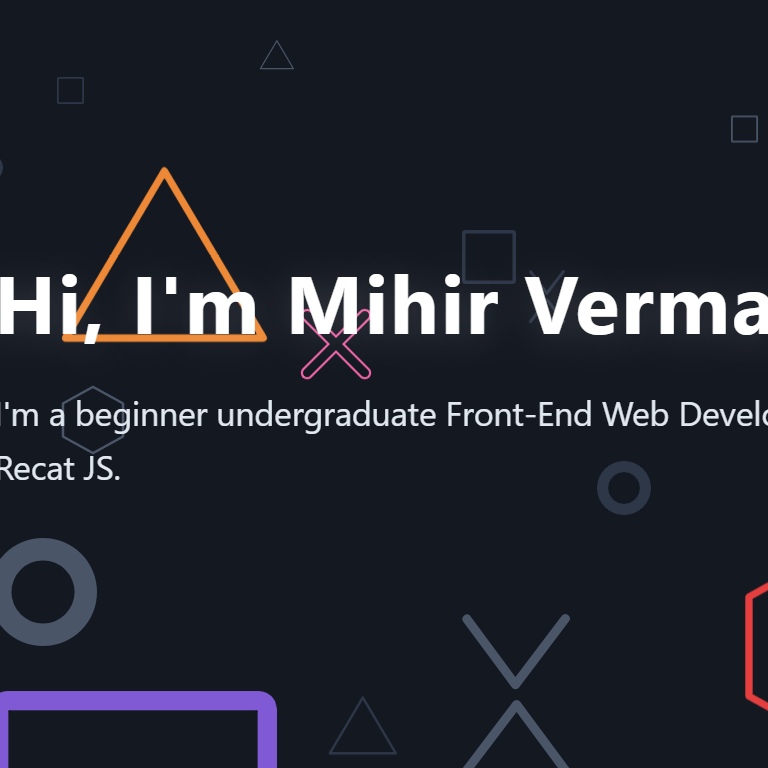 Hi, I'm Mihir Verma
I'm a beginner undergraduate Front-End Web Develo
Recat JS.